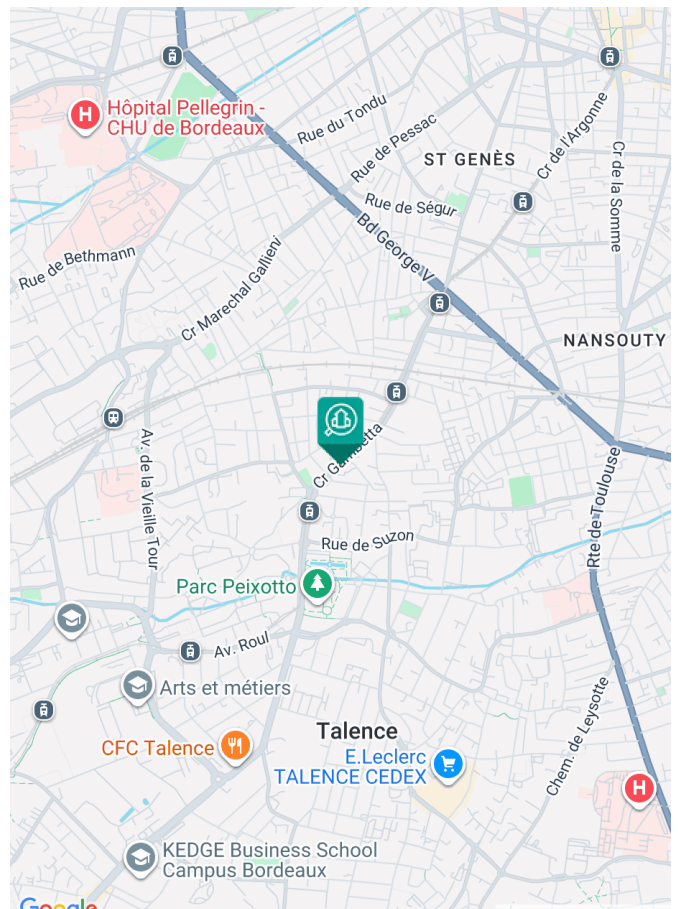 Hôpital Pellegrin -
CHU de Bordeaux
Rue du Tondu
Rue de Pessac
ST GENÈS
Cr de l'Argonne
Cr de la Somme
Rue de Ségur
Bd George V
Rue de Bethmann
Cr Marechal Gallieni
NANSOUTY
Cr Gambetta
Av. de la Vieille Tour
Rte de Toulouse
Rue de Suzon
Parc Peixotto
Av. Roul
Arts et métiers
Chem. de Leysotte
Talence
CFC Talence
E.Leclerc
TALENCE CEDEX
H
H
KEDGE Business School
Campus Bordeaux
Google